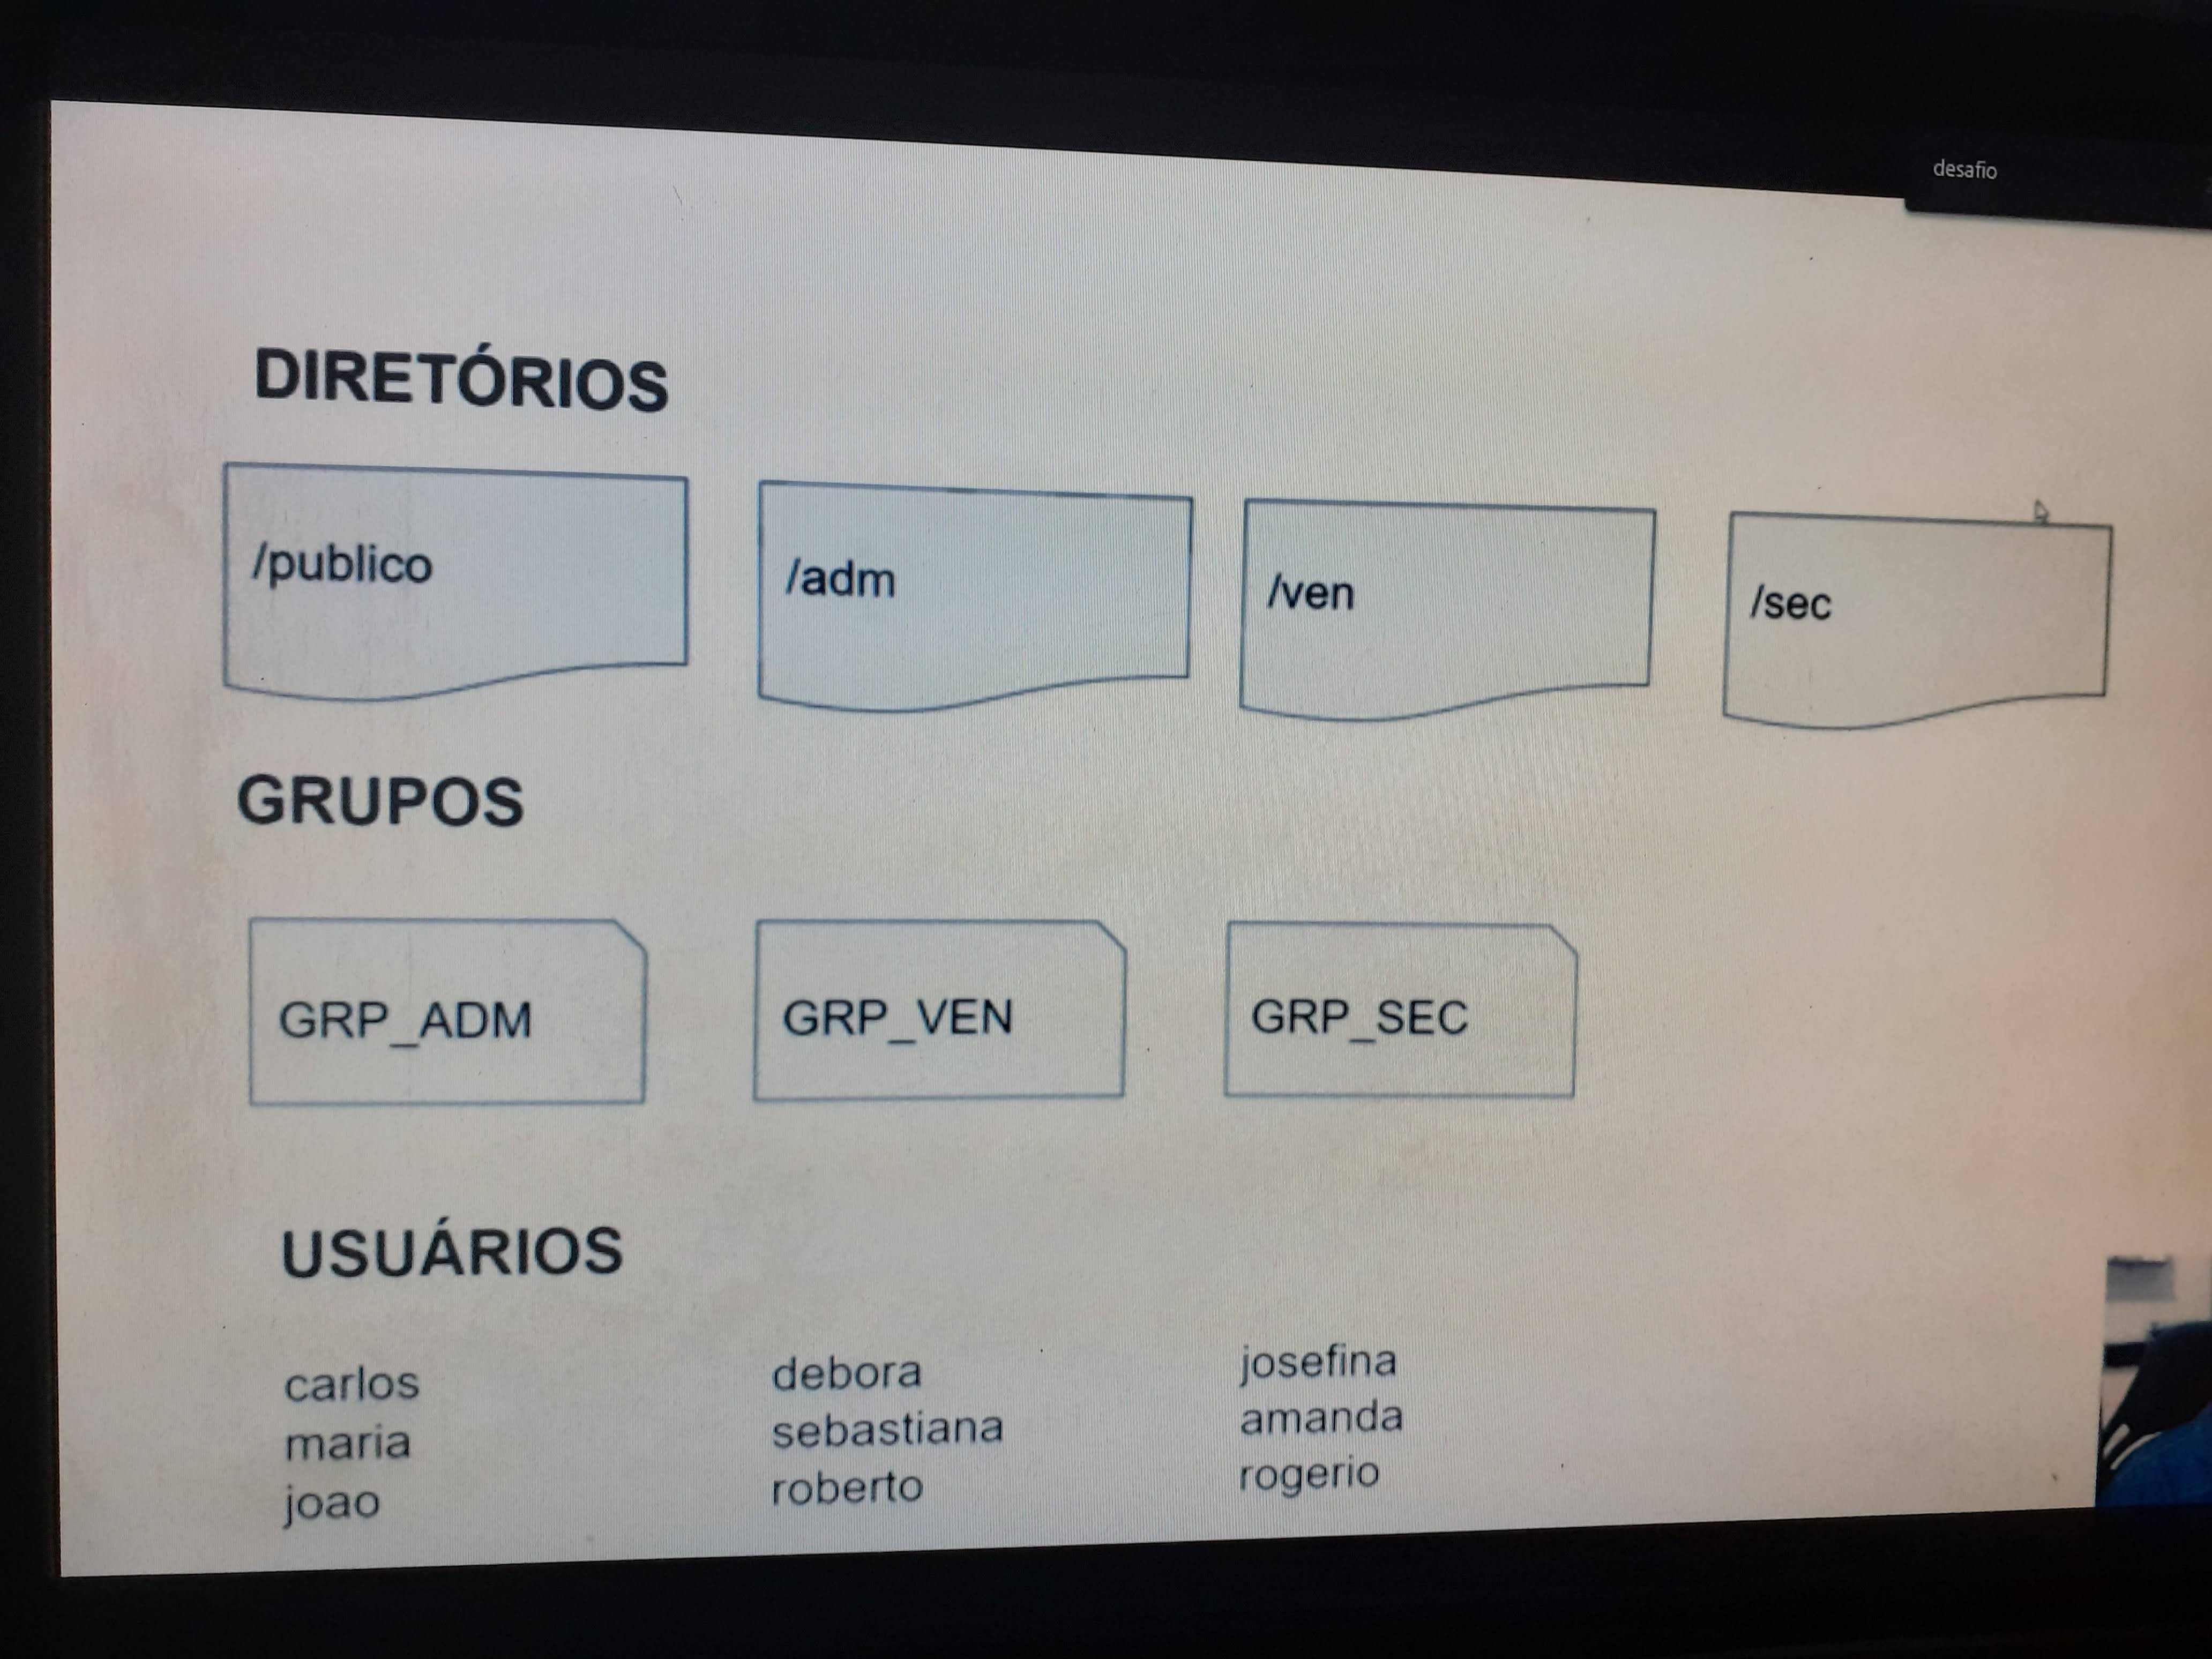 desafio
DIRETÓRIOS
/publico /adm /ven /sec
GRUPOS
GRP_ADM GRP_VEN GRP_SEC
USUÁRIOS
carlos debora josefina
maria sebastiana amanda
joao roberto rogerio